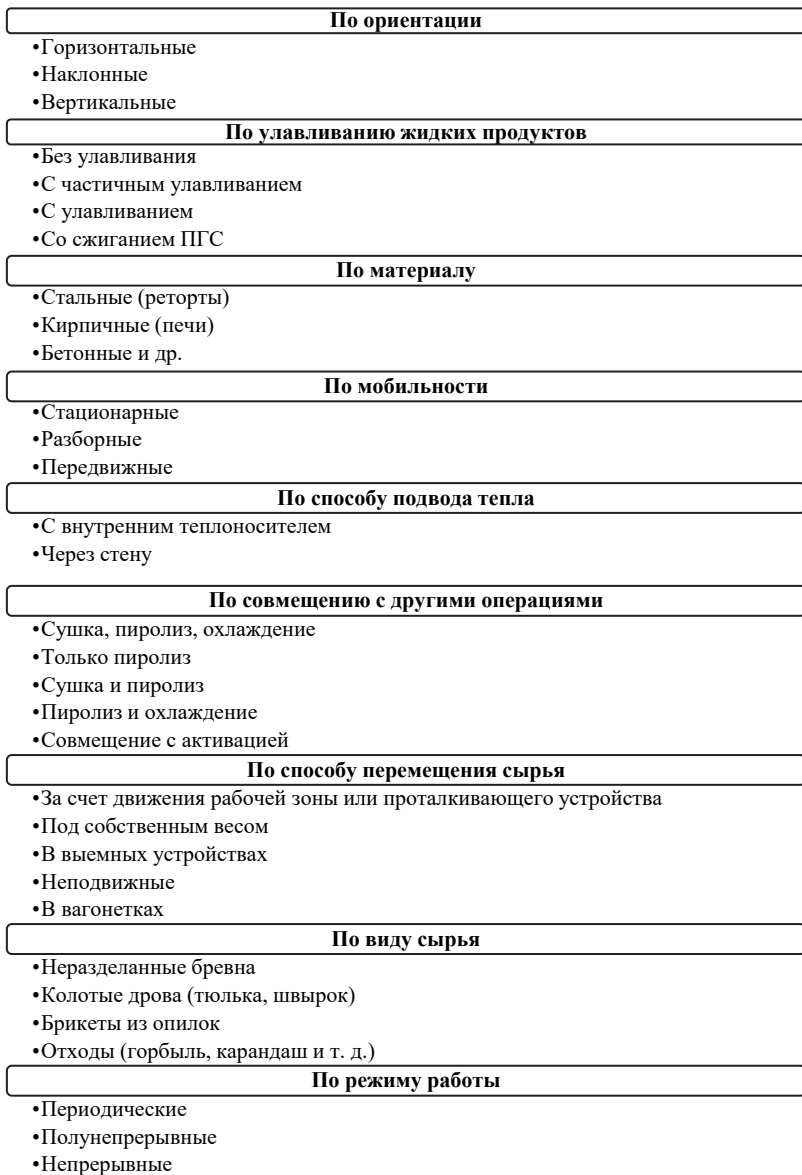 По ориентации
•Горизонтальные
•Наклонные
•Вертикальные
По улавливанию жидких продуктов
•Без улавливания
•С частичным улавливанием
•С улавливанием
•Со сжиганием ПГС
По материалу
•Стальные (реторты)
•Кирпичные (печи)
•Бетонные и др.
По мобильности
•Стационарные
•Разборные
•Передвижные
По способу подвода тепла
•С внутренним теплоносителем
•Через стену
По совмещению с другими операциями
•Сушка, пиролиз, охлаждение
•Только пиролиз
•Сушка и пиролиз
•Пиролиз и охлаждение
•Совмещение с активацией
По способу перемещения сырья
•За счет движения рабочей зоны или проталкивающего устройства
•Под собственным весом
•В выемных устройствах
•Неподвижные
•В вагонетках
По виду сырья
•Неразделанные бревна
•Колотые дрова (тюлька, швырок)
•Брикеты из опилок
•Отходы (горбыль, карандаш и т. д.)
По режиму работы
•Периодические
•Полунепрерывные
•Непрерывные